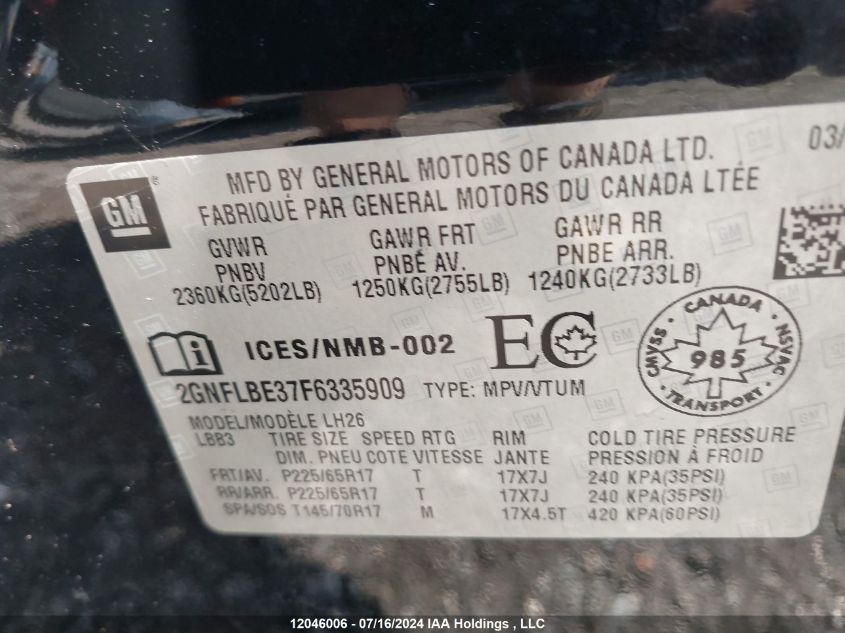 MFD BY GENERAL MOTORS OF CANADA LTD. 03/
FABRIQUÉ PAR GENERAL MOTORS DU CANADA LTÉE
GM ®
GVWR GAWR FRT GAWR RR
PNBV PNBE AV. PNBE ARR.
2360KG(5202LB) 1250KG(2755LB) 1240KG(2733LB)
i ICES/NMB-002 EC
CANADA
CMVSS 985 NSVAC
TRANSPORT
2GNFLBE37F6335909 TYPE: MPV/VTUM
MODEL/MODÈLE LH26
LBB3 TIRE SIZE SPEED RTG RIM COLD TIRE PRESSURE
DIM. PNEU COTE VITESSE JANTE PRESSION À FROID
FRT/AV. P225/65R17 T 17X7J 240 KPA(35PSI)
RR/ARR. P225/65R17 T 17X7J 240 KPA(35PSI)
SPA/SOS T145/70R17 M 17X4.5T 420 KPA(60PSI)
12046006 - 07/16/2024 IAA Holdings , LLC